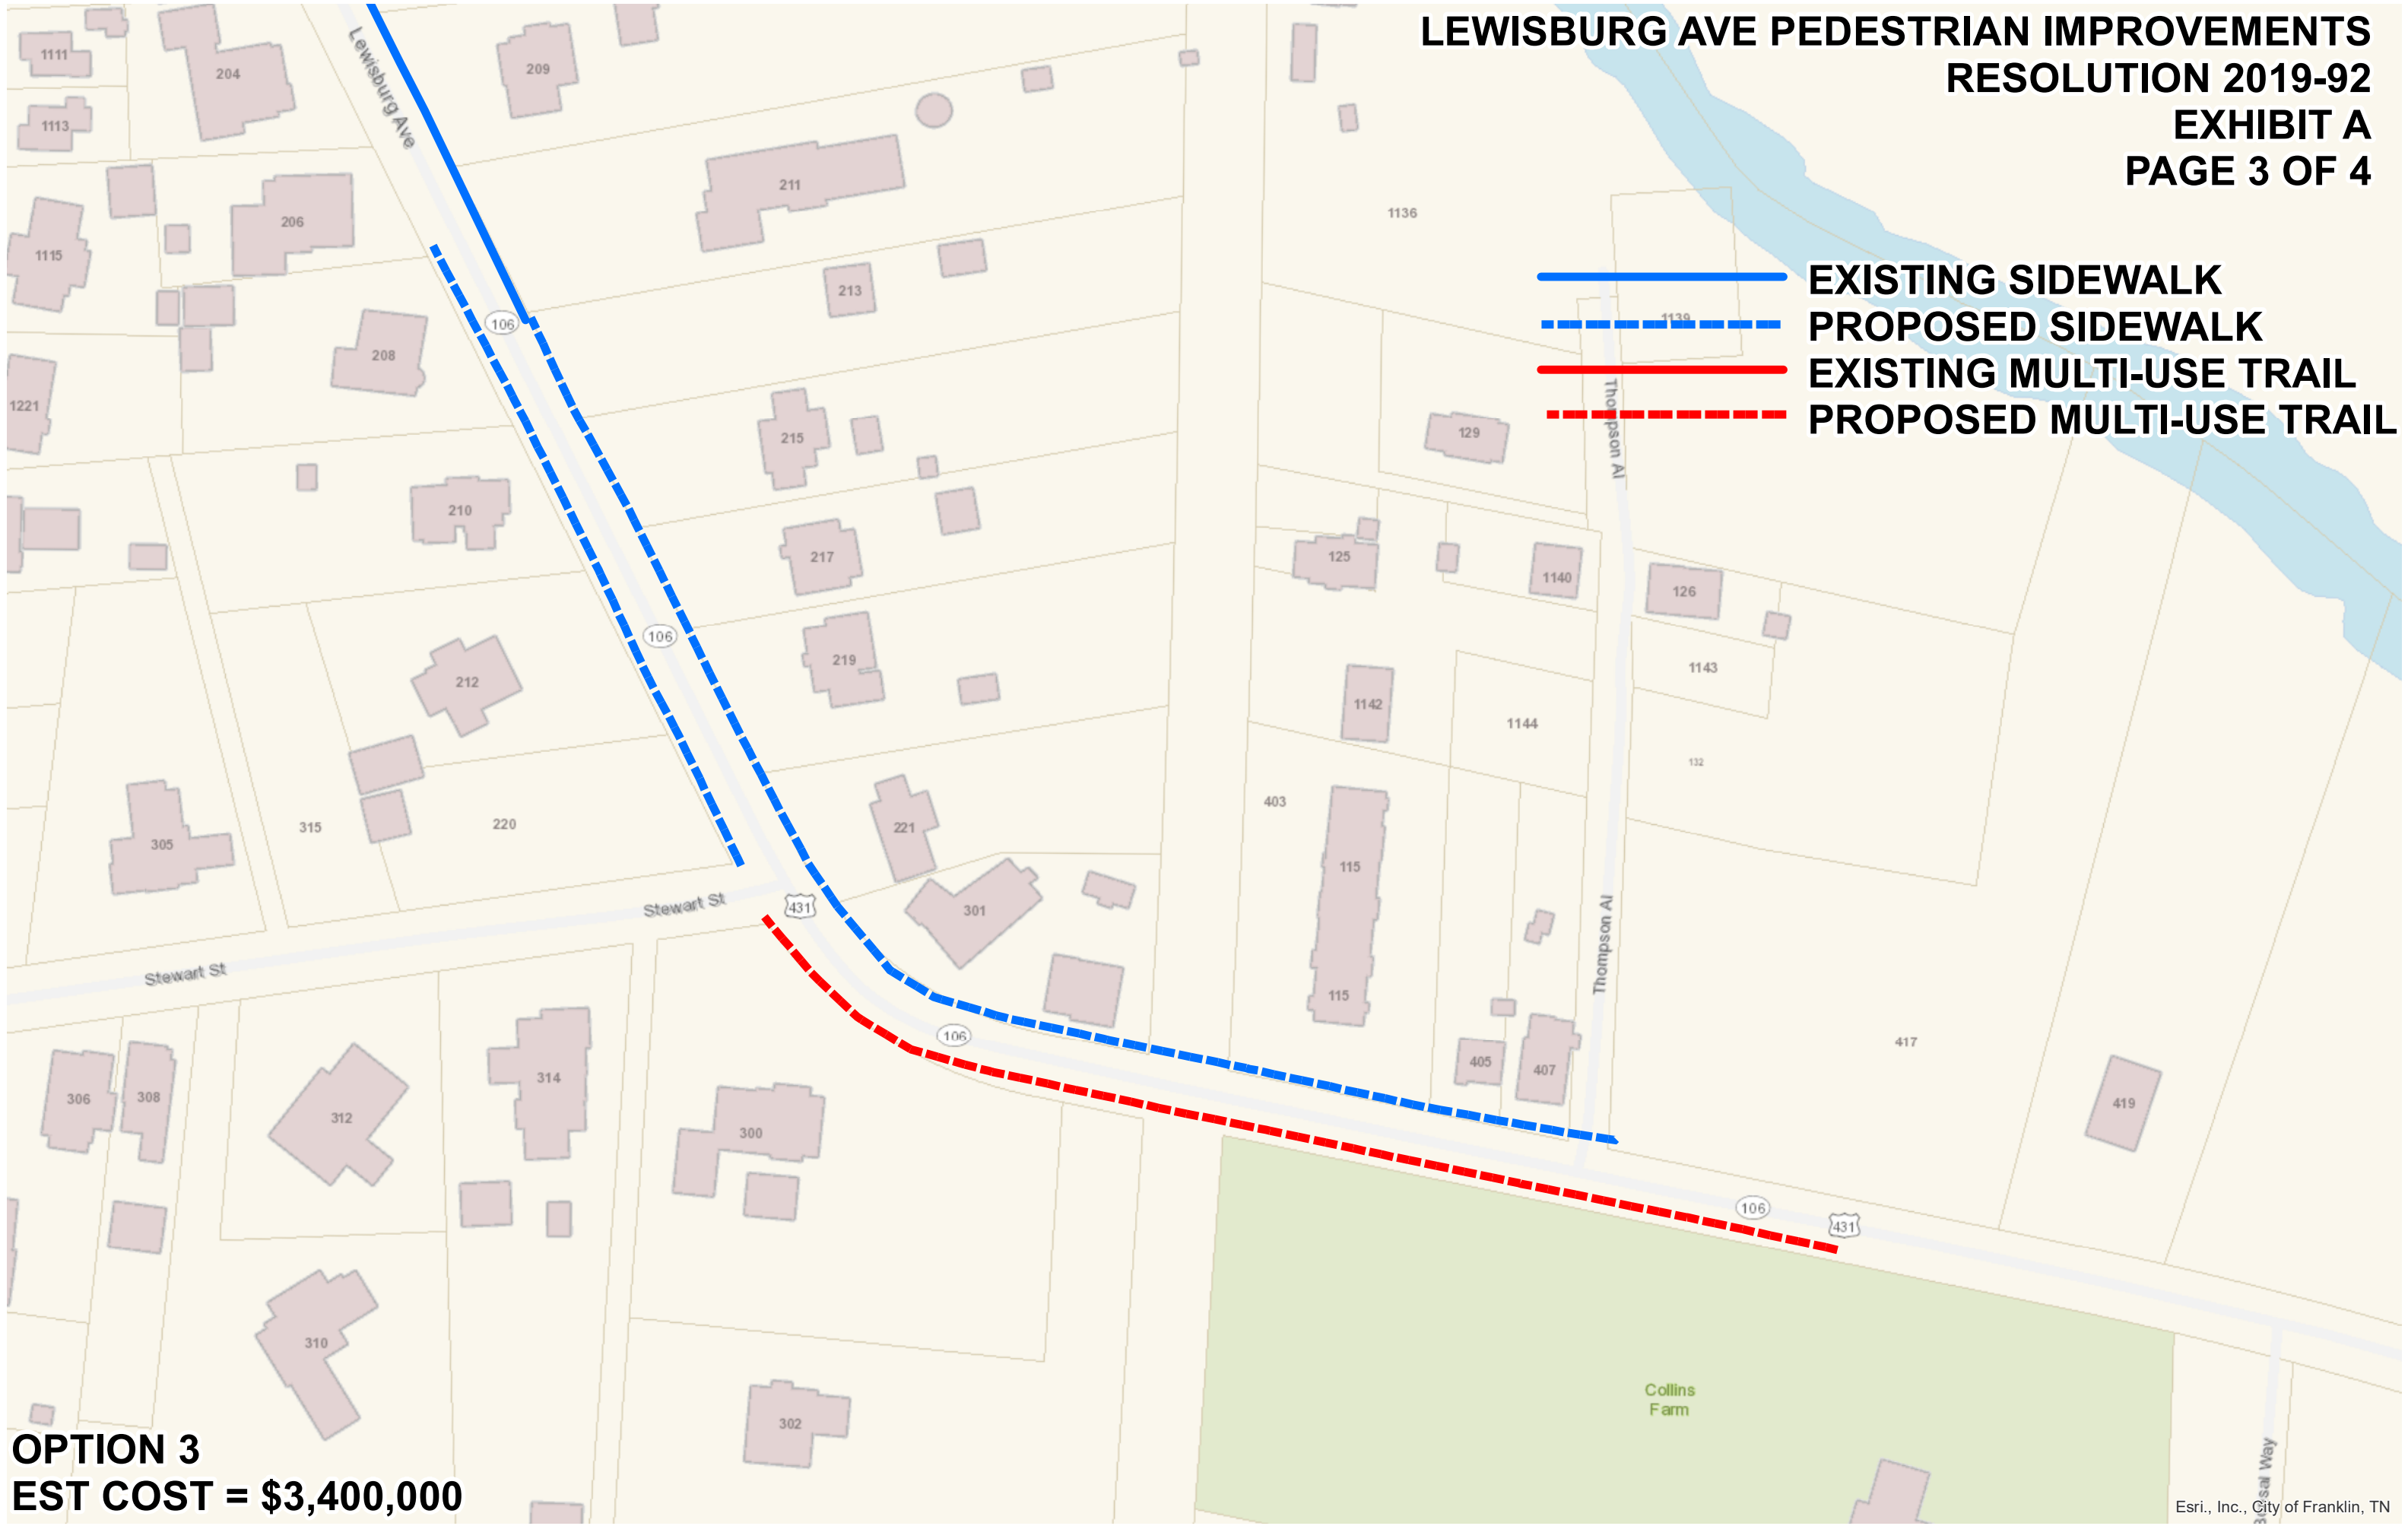 LEWISBURG AVE PEDESTRIAN IMPROVEMENTS
RESOLUTION 2019-92
EXHIBIT A
PAGE 3 OF 4
EXISTING SIDEWALK
PROPOSED SIDEWALK
EXISTING MULTI-USE TRAIL
PROPOSED MULTI-USE TRAIL
Lewisburg Ave
1111
204
209
1113
211
206
1136
1115
213
106
1139
208
1221
215
129
Thompson Al
210
217
125
1140
126
106
219
212
1143
1142
1144
132
403
315
220
221
305
115
Stewart St
431
301
Thompson Al
Stewart St
115
106
417
405
407
314
306
308
312
300
419
106
431
310
Collins
Farm
302
OPTION 3
EST COST = $3,400,000
Way
Esri., Inc., City of Franklin, TN